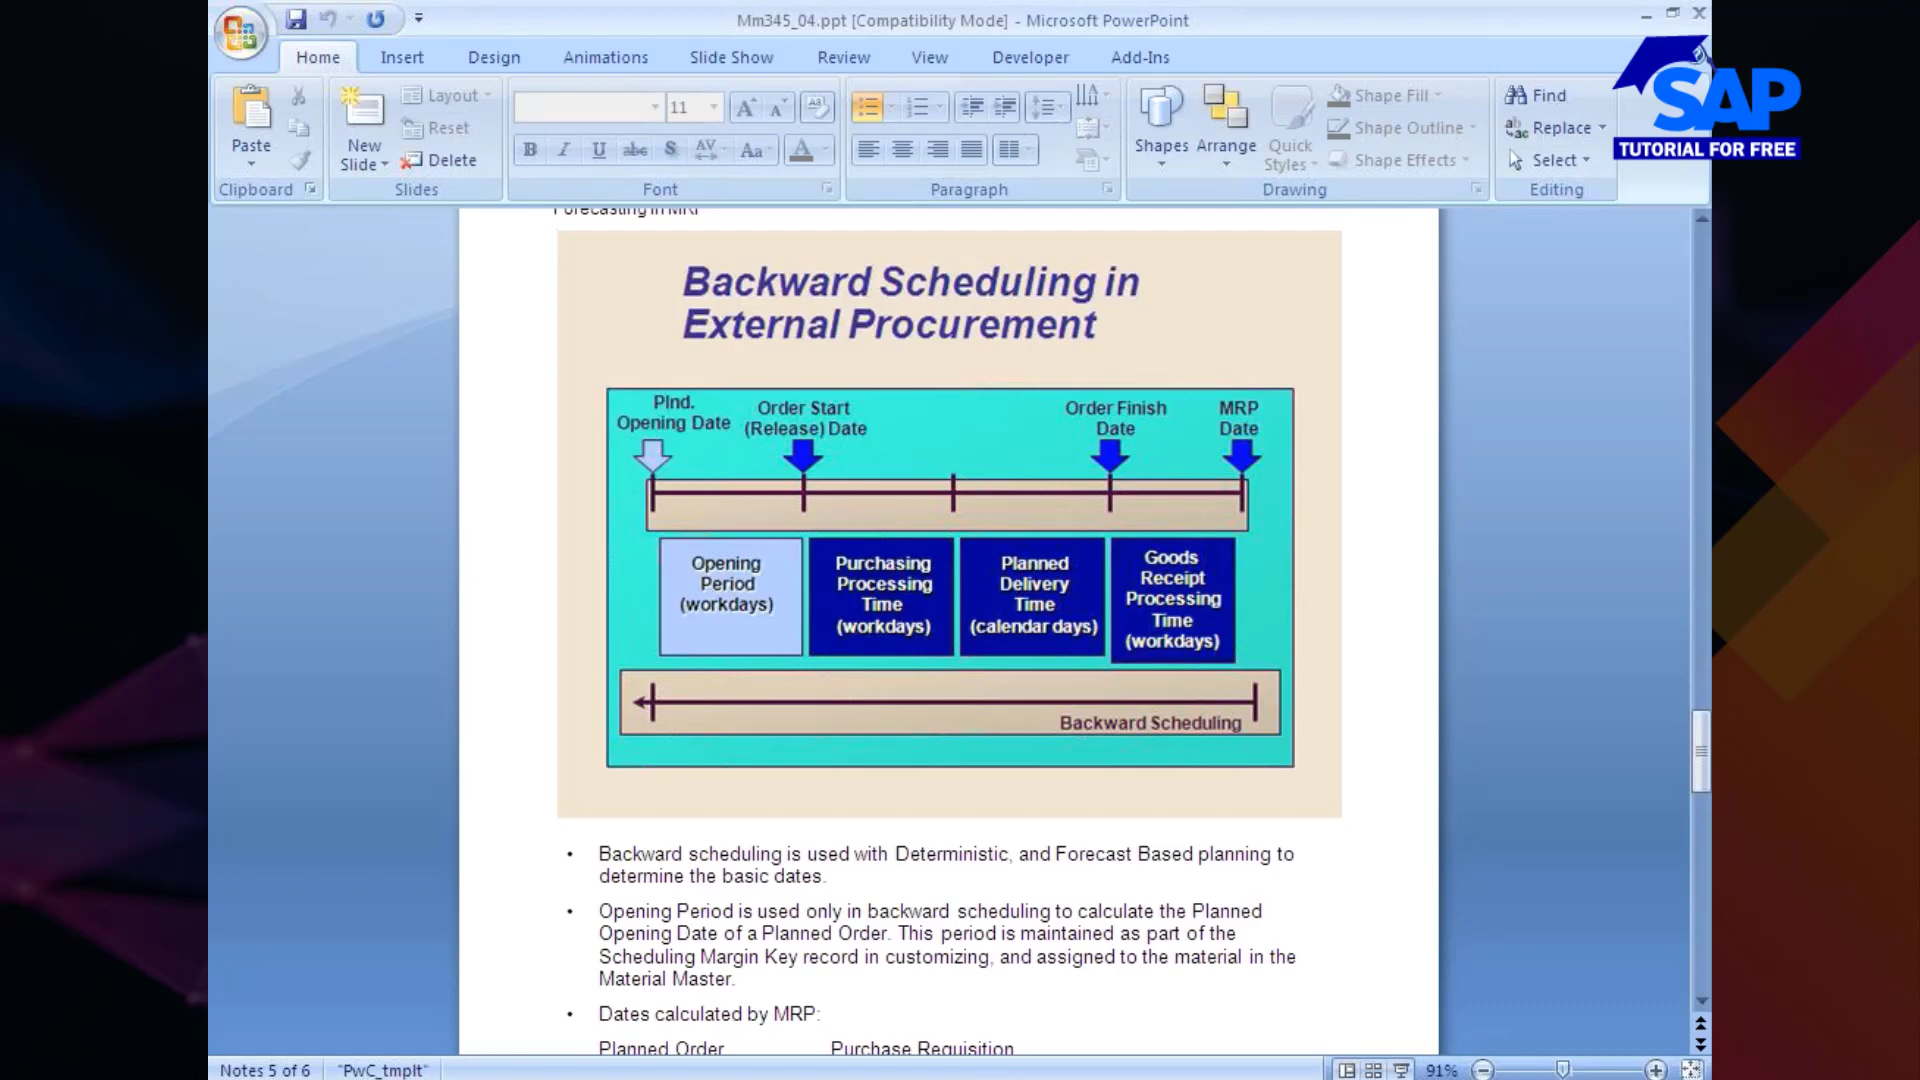 Mm345_04.ppt [Compatibility Mode] - Microsoft PowerPoint
Home Insert Design Animations Slide Show Review View Developer Add-Ins
SAP
TUTORIAL FOR FREE
Paste
Clipboard
New
Slide
Layout
Reset
Delete
Slides
11
Font
Paragraph
Shapes Arrange Quick
Styles
Shape Fill
Shape Outline
Shape Effects
Drawing
Find
Replace
Select
Editing
Forecasting in MRP
Backward Scheduling in
External Procurement
Plnd.
Opening Date
Order Start
(Release) Date
Order Finish
Date
MRP
Date
Opening
Period
(workdays)
Purchasing
Processing
Time
(workdays)
Planned
Delivery
Time
(calendar days)
Goods
Receipt
Processing
Time
(workdays)
Backward Scheduling
• Backward scheduling is used with Deterministic, and Forecast Based planning to
determine the basic dates.
• Opening Period is used only in backward scheduling to calculate the Planned
Opening Date of a Planned Order. This period is maintained as part of the
Scheduling Margin Key record in customizing, and assigned to the material in the
Material Master.
• Dates calculated by MRP:
Planned Order Purchase Requisition
Notes 5 of 6 "PwC_tmplt" 91%